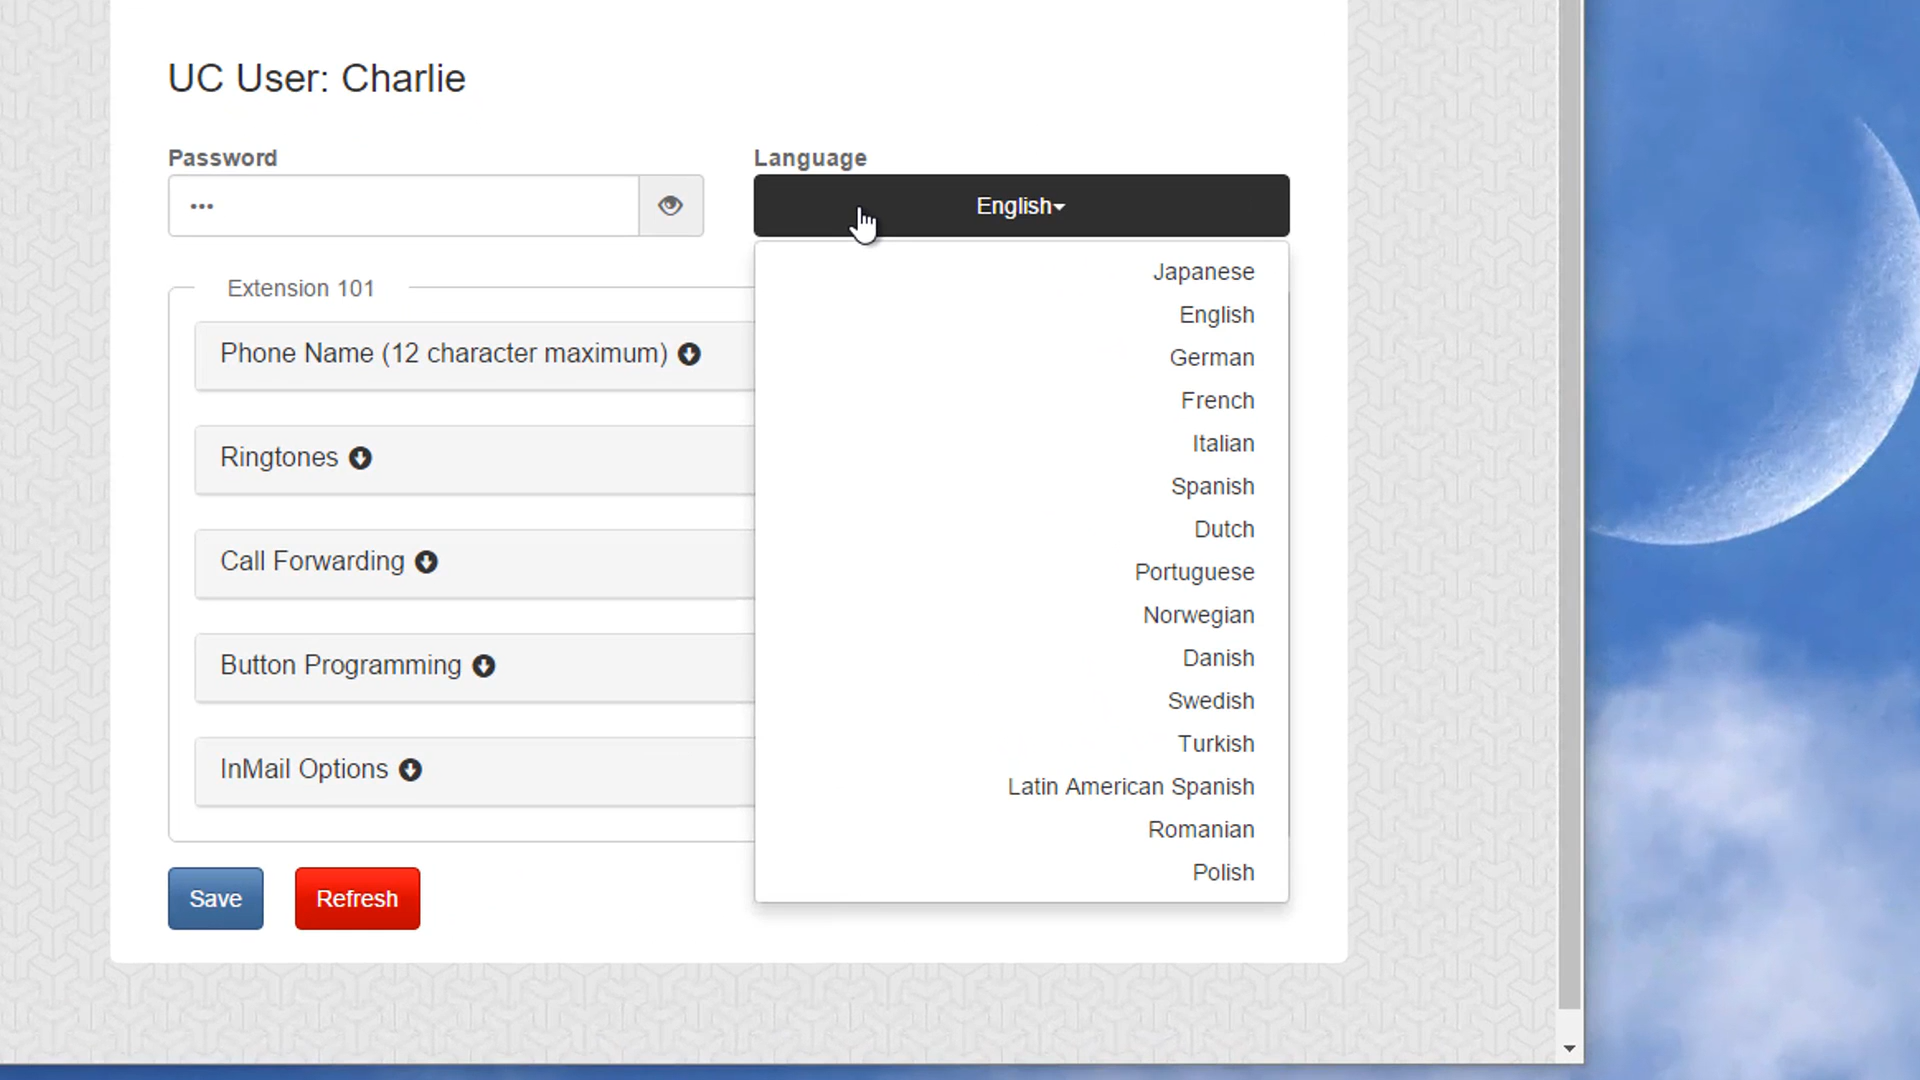 UC User: Charlie
Password
•••
Language
English
Extension 101
Phone Name (12 character maximum)
Ringtones
Call Forwarding
Button Programming
InMail Options
Japanese
English
German
French
Italian
Spanish
Dutch
Portuguese
Norwegian
Danish
Swedish
Turkish
Latin American Spanish
Romanian
Polish
Save
Refresh